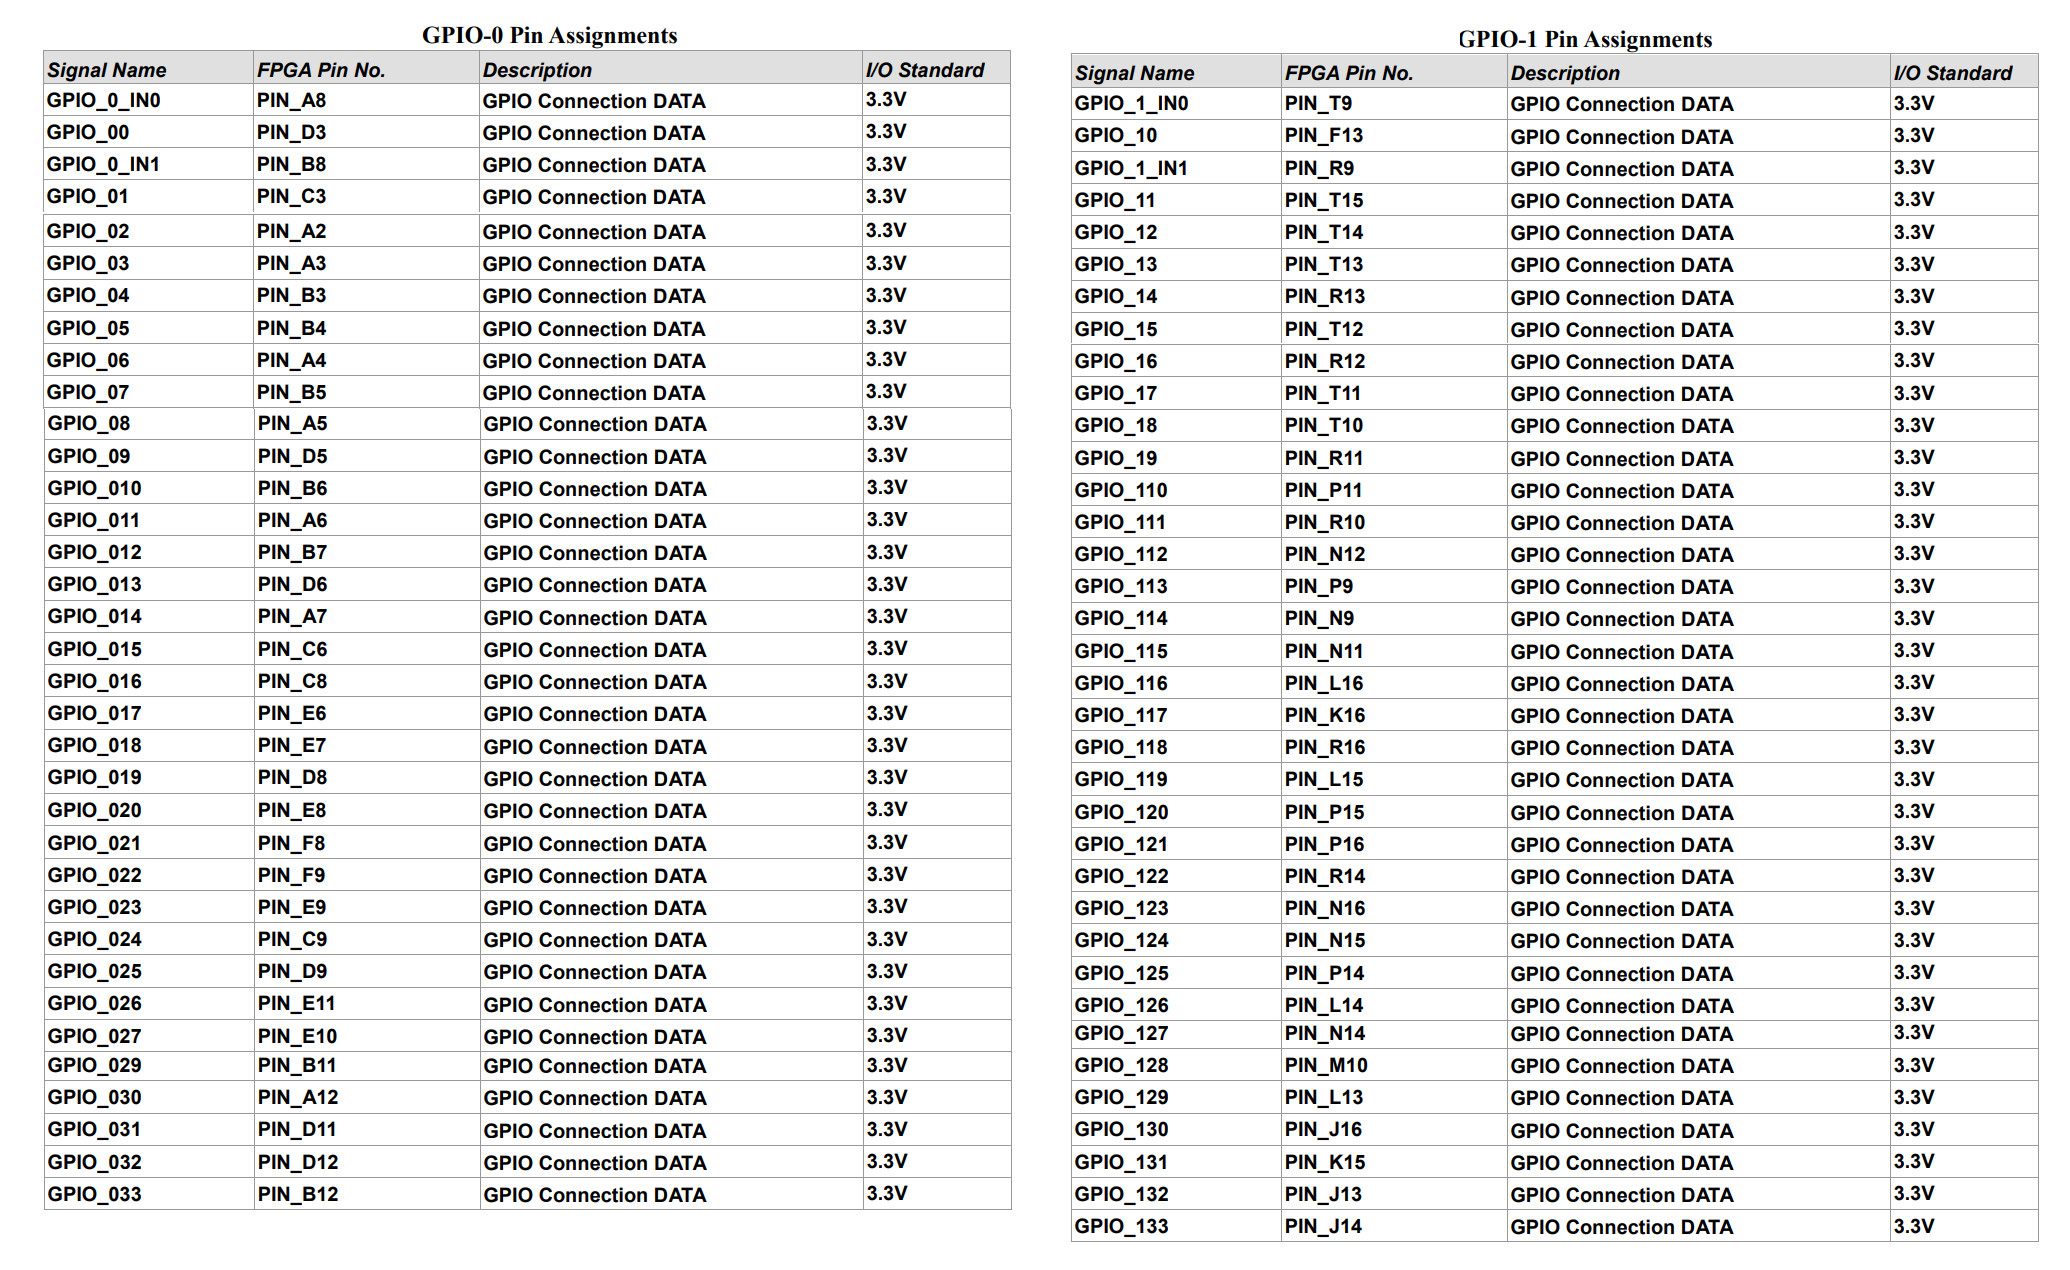 GPIO-0 Pin Assignments
Signal Name FPGA Pin No. Description I/O Standard
GPIO_0_IN0 PIN_A8 GPIO Connection DATA 3.3V
GPIO_00 PIN_D3 GPIO Connection DATA 3.3V
GPIO_0_IN1 PIN_B8 GPIO Connection DATA 3.3V
GPIO_01 PIN_C3 GPIO Connection DATA 3.3V
GPIO_02 PIN_A2 GPIO Connection DATA 3.3V
GPIO_03 PIN_A3 GPIO Connection DATA 3.3V
GPIO_04 PIN_B3 GPIO Connection DATA 3.3V
GPIO_05 PIN_B4 GPIO Connection DATA 3.3V
GPIO_06 PIN_A4 GPIO Connection DATA 3.3V
GPIO_07 PIN_B5 GPIO Connection DATA 3.3V
GPIO_08 PIN_A5 GPIO Connection DATA 3.3V
GPIO_09 PIN_D5 GPIO Connection DATA 3.3V
GPIO_010 PIN_B6 GPIO Connection DATA 3.3V
GPIO_011 PIN_A6 GPIO Connection DATA 3.3V
GPIO_012 PIN_B7 GPIO Connection DATA 3.3V
GPIO_013 PIN_D6 GPIO Connection DATA 3.3V
GPIO_014 PIN_A7 GPIO Connection DATA 3.3V
GPIO_015 PIN_C6 GPIO Connection DATA 3.3V
GPIO_016 PIN_C8 GPIO Connection DATA 3.3V
GPIO_017 PIN_E6 GPIO Connection DATA 3.3V
GPIO_018 PIN_E7 GPIO Connection DATA 3.3V
GPIO_019 PIN_D8 GPIO Connection DATA 3.3V
GPIO_020 PIN_E8 GPIO Connection DATA 3.3V
GPIO_021 PIN_F8 GPIO Connection DATA 3.3V
GPIO_022 PIN_F9 GPIO Connection DATA 3.3V
GPIO_023 PIN_E9 GPIO Connection DATA 3.3V
GPIO_024 PIN_C9 GPIO Connection DATA 3.3V
GPIO_025 PIN_D9 GPIO Connection DATA 3.3V
GPIO_026 PIN_E11 GPIO Connection DATA 3.3V
GPIO_027 PIN_E10 GPIO Connection DATA 3.3V
GPIO_029 PIN_B11 GPIO Connection DATA 3.3V
GPIO_030 PIN_A12 GPIO Connection DATA 3.3V
GPIO_031 PIN_D11 GPIO Connection DATA 3.3V
GPIO_032 PIN_D12 GPIO Connection DATA 3.3V
GPIO_033 PIN_B12 GPIO Connection DATA 3.3V
GPIO-1 Pin Assignments
Signal Name FPGA Pin No. Description I/O Standard
GPIO_1_IN0 PIN_T9 GPIO Connection DATA 3.3V
GPIO_10 PIN_F13 GPIO Connection DATA 3.3V
GPIO_1_IN1 PIN_R9 GPIO Connection DATA 3.3V
GPIO_11 PIN_T15 GPIO Connection DATA 3.3V
GPIO_12 PIN_T14 GPIO Connection DATA 3.3V
GPIO_13 PIN_T13 GPIO Connection DATA 3.3V
GPIO_14 PIN_R13 GPIO Connection DATA 3.3V
GPIO_15 PIN_T12 GPIO Connection DATA 3.3V
GPIO_16 PIN_R12 GPIO Connection DATA 3.3V
GPIO_17 PIN_T11 GPIO Connection DATA 3.3V
GPIO_18 PIN_T10 GPIO Connection DATA 3.3V
GPIO_19 PIN_R11 GPIO Connection DATA 3.3V
GPIO_110 PIN_P11 GPIO Connection DATA 3.3V
GPIO_111 PIN_R10 GPIO Connection DATA 3.3V
GPIO_112 PIN_N12 GPIO Connection DATA 3.3V
GPIO_113 PIN_P9 GPIO Connection DATA 3.3V
GPIO_114 PIN_N9 GPIO Connection DATA 3.3V
GPIO_115 PIN_N11 GPIO Connection DATA 3.3V
GPIO_116 PIN_L16 GPIO Connection DATA 3.3V
GPIO_117 PIN_K16 GPIO Connection DATA 3.3V
GPIO_118 PIN_R16 GPIO Connection DATA 3.3V
GPIO_119 PIN_L15 GPIO Connection DATA 3.3V
GPIO_120 PIN_P15 GPIO Connection DATA 3.3V
GPIO_121 PIN_P16 GPIO Connection DATA 3.3V
GPIO_122 PIN_R14 GPIO Connection DATA 3.3V
GPIO_123 PIN_N16 GPIO Connection DATA 3.3V
GPIO_124 PIN_N15 GPIO Connection DATA 3.3V
GPIO_125 PIN_P14 GPIO Connection DATA 3.3V
GPIO_126 PIN_L14 GPIO Connection DATA 3.3V
GPIO_127 PIN_N14 GPIO Connection DATA 3.3V
GPIO_128 PIN_M10 GPIO Connection DATA 3.3V
GPIO_129 PIN_L13 GPIO Connection DATA 3.3V
GPIO_130 PIN_J16 GPIO Connection DATA 3.3V
GPIO_131 PIN_K15 GPIO Connection DATA 3.3V
GPIO_132 PIN_J13 GPIO Connection DATA 3.3V
GPIO_133 PIN_J14 GPIO Connection DATA 3.3V